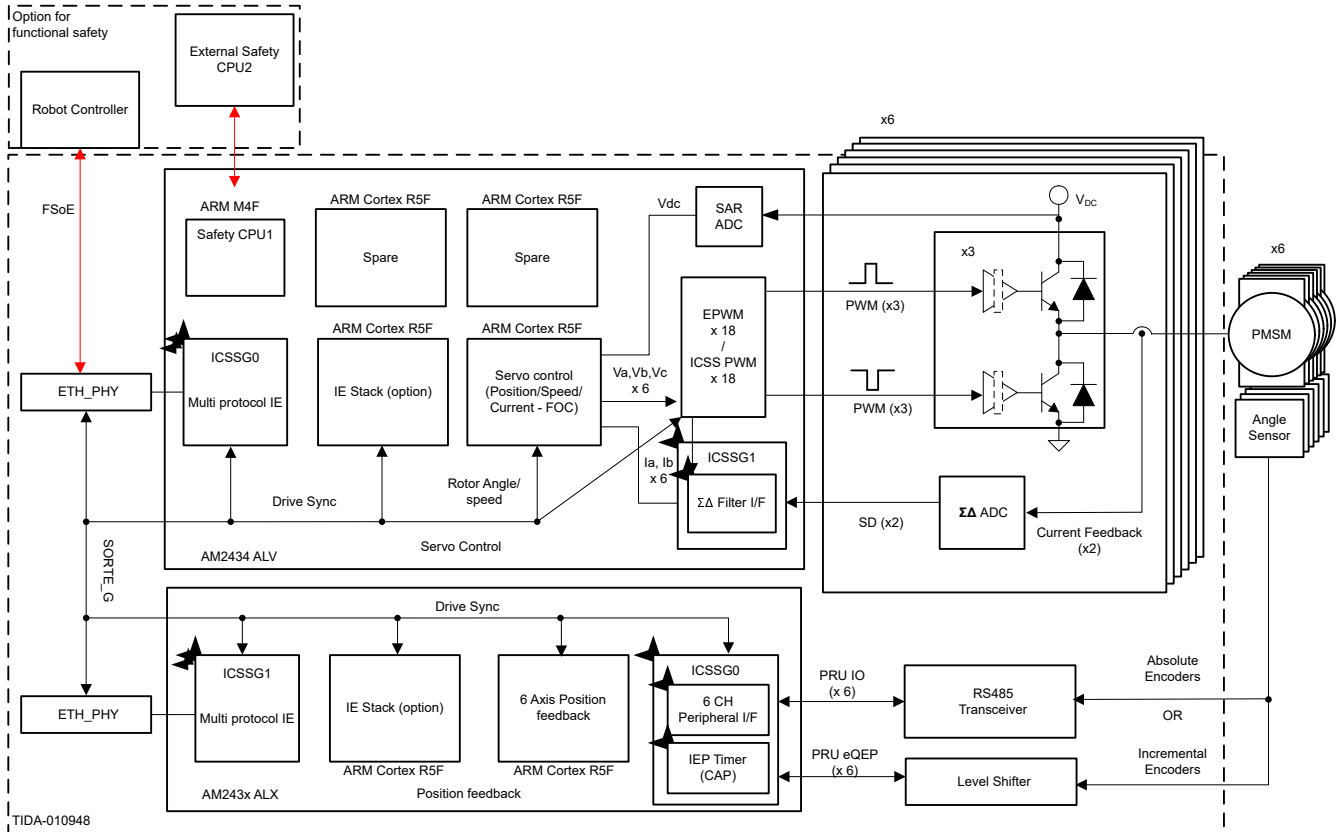 Option for
functional safety
External Safety
CPU2
Robot Controller
FSoE
x6
ARM M4F
Safety CPU1
ARM Cortex R5F
Spare
ARM Cortex R5F
Spare
Vdc
SAR
ADC
VDC
x3
PWM (x3)
PWM (x3)
EPWM
x 18
/
ICSS PWM
x 18
x6
PMSM
Angle
Sensor
ETH_PHY
ICSSG0
Multi protocol IE
ARM Cortex R5F
IE Stack (option)
ARM Cortex R5F
Servo control
(Position/Speed/
Current - FOC)
Va,Vb,Vc
x 6
Ia, Ib
x 6
ICSSG1
ΣΔ Filter I/F
SD (x2)
ΣΔ ADC
Current Feedback
(x2)
Drive Sync
Rotor Angle/
speed
Servo Control
AM2434 ALV
SORTE_G
Drive Sync
ETH_PHY
ICSSG1
Multi protocol IE
IE Stack (option)
ARM Cortex R5F
6 Axis Position
feedback
ARM Cortex R5F
ICSSG0
6 CH
Peripheral I/F
IEP Timer
(CAP)
PRU IO
(x 6)
RS485
Transceiver
Absolute
Encoders
OR
PRU eQEP
(x 6)
Level Shifter
Incremental
Encoders
AM243x ALX
Position feedback
TIDA-010948